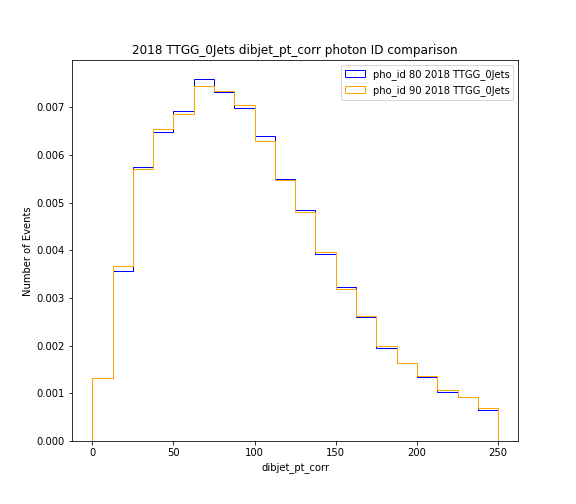 2018 TTGG_0Jets dibjet_pt_corr photon ID comparison
pho_id 80 2018 TTGG_0Jets
pho_id 90 2018 TTGG_0Jets
Number of Events
0.007
0.006
0.005
0.004
0.003
0.002
0.001
0.000
0 50 100 150 200 250
dibjet_pt_corr